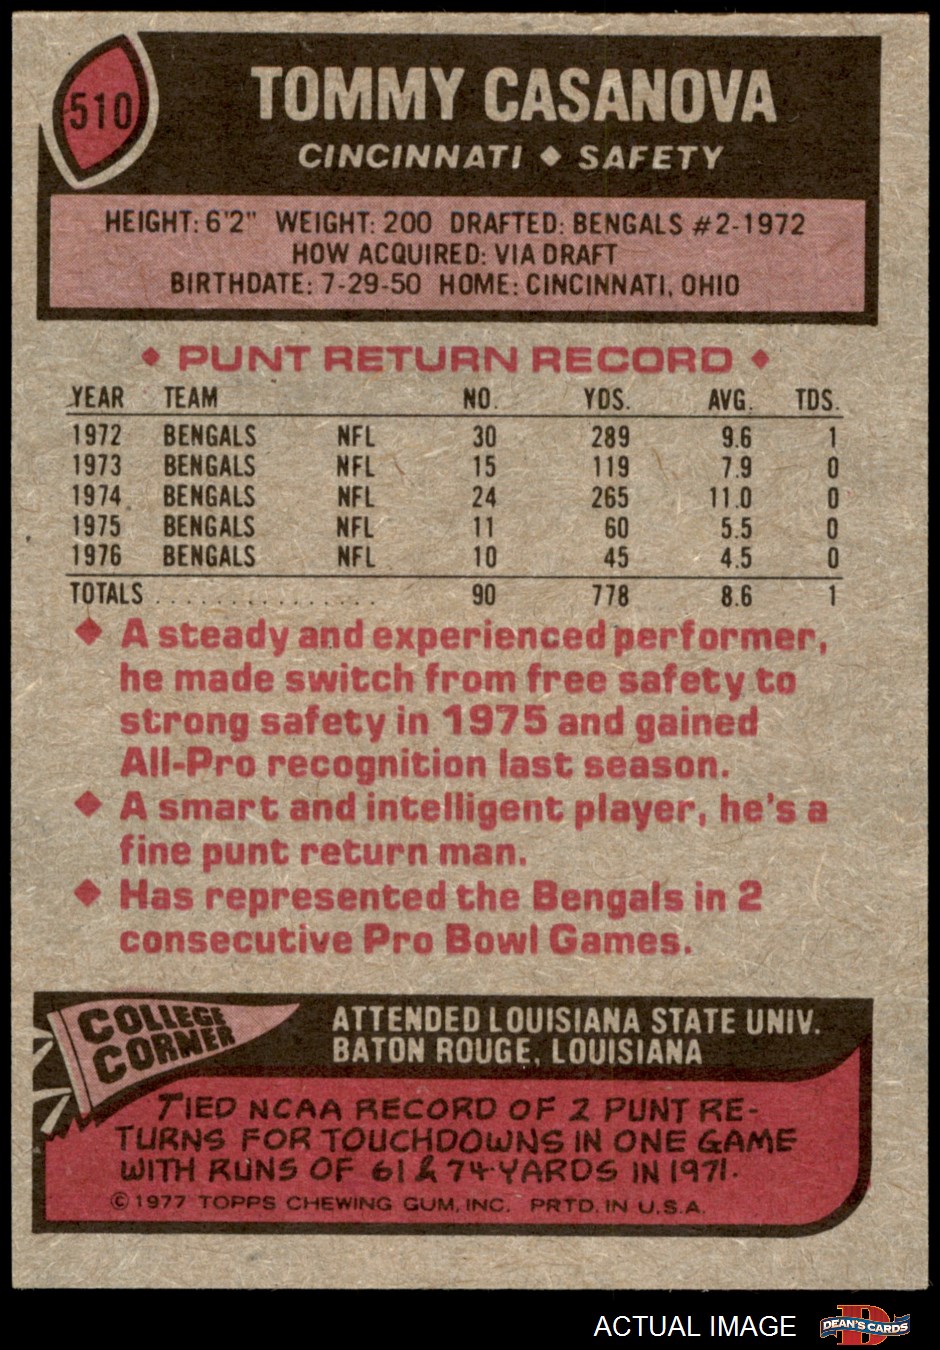 510
TOMMY CASANOVA
CINCINNATI ♦ SAFETY
HEIGHT: 6'2" WEIGHT: 200 DRAFTED: BENGALS #2-1972
HOW ACQUIRED: VIA DRAFT
BIRTHDATE: 7-29-50 HOME: CINCINNATI, OHIO
♦ PUNT RETURN RECORD ♦
YEAR TEAM NO. YDS. AVG. TDS.
1972 BENGALS NFL 30 289 9.6 1
1973 BENGALS NFL 15 119 7.9 0
1974 BENGALS NFL 24 265 11.0 0
1975 BENGALS NFL 11 60 5.5 0
1976 BENGALS NFL 10 45 4.5 0
TOTALS .............. 90 778 8.6 1
♦ A steady and experienced performer,
he made switch from free safety to
strong safety in 1975 and gained
All-Pro recognition last season.
♦ A smart and intelligent player, he's a
fine punt return man.
♦ Has represented the Bengals in 2
consecutive Pro Bowl Games.
COLLEGE
CORNER
ATTENDED LOUISIANA STATE UNIV.
BATON ROUGE, LOUISIANA
TIED NCAA RECORD OF 2 PUNT RE-
TURNS FOR TOUCHDOWNS IN ONE GAME
WITH RUNS OF 61 & 74-YARDS IN 1971.
© 1977 TOPPS CHEWING GUM, INC. PRTD. IN U.S.A.
ACTUAL IMAGE
D
DEAN'S CARDS